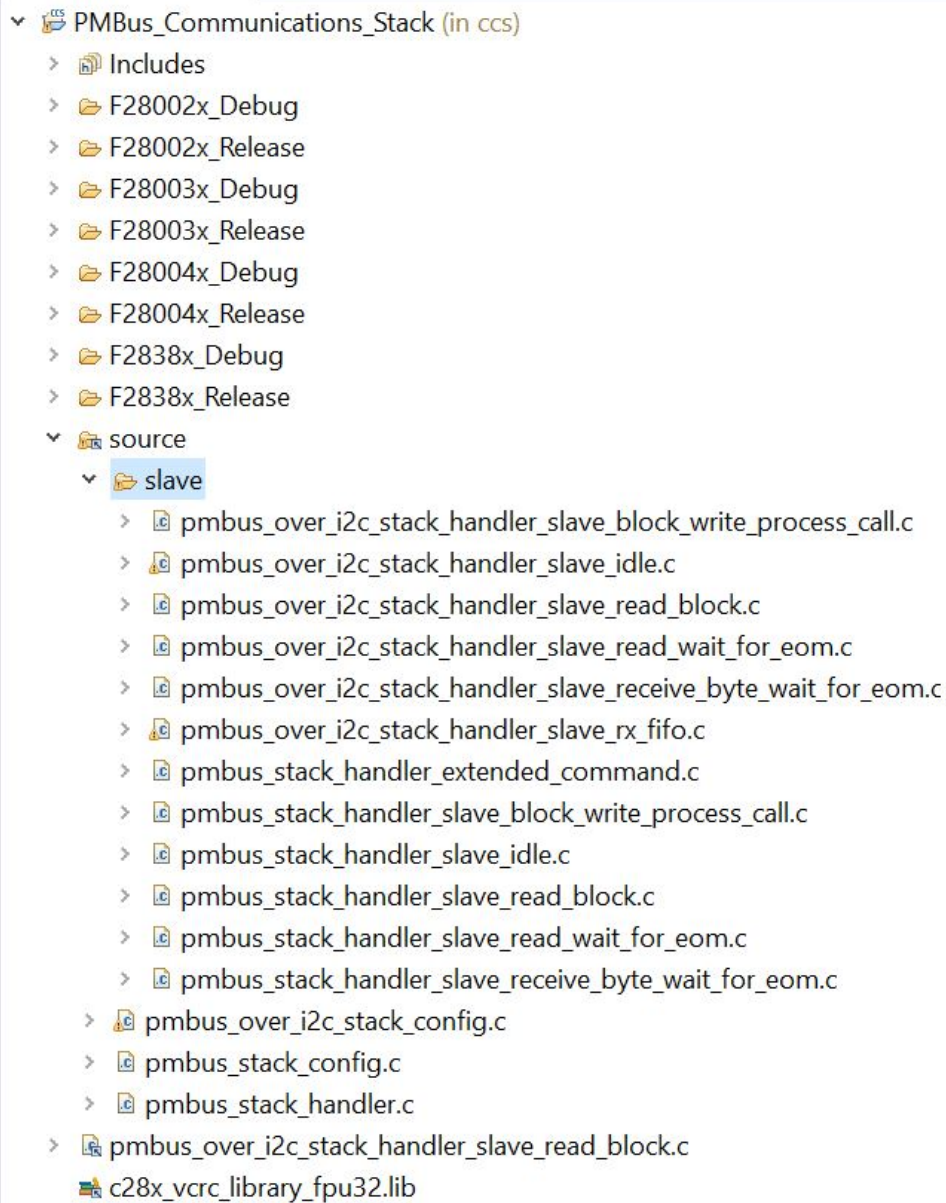 PMBus_Communications_Stack (in ccs)
Includes
F28002x_Debug
F28002x_Release
F28003x_Debug
F28003x_Release
F28004x_Debug
F28004x_Release
F2838x_Debug
F2838x_Release
source
slave
pmbus_over_i2c_stack_handler_slave_block_write_process_call.c
pmbus_over_i2c_stack_handler_slave_idle.c
pmbus_over_i2c_stack_handler_slave_read_block.c
pmbus_over_i2c_stack_handler_slave_read_wait_for_eom.c
pmbus_over_i2c_stack_handler_slave_receive_byte_wait_for_eom.c
pmbus_over_i2c_stack_handler_slave_rx_fifo.c
pmbus_stack_handler_extended_command.c
pmbus_stack_handler_slave_block_write_process_call.c
pmbus_stack_handler_slave_idle.c
pmbus_stack_handler_slave_read_block.c
pmbus_stack_handler_slave_read_wait_for_eom.c
pmbus_stack_handler_slave_receive_byte_wait_for_eom.c
pmbus_over_i2c_stack_config.c
pmbus_stack_config.c
pmbus_stack_handler.c
pmbus_over_i2c_stack_handler_slave_read_block.c
c28x_vcrc_library_fpu32.lib